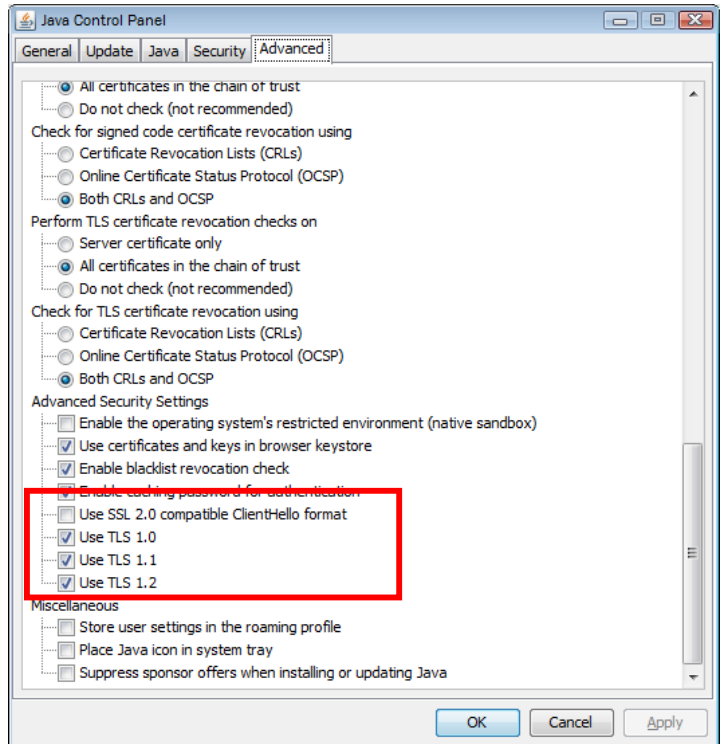 Java Control Panel
General Update Java Security Advanced
All certificates in the chain of trust
Do not check (not recommended)
Check for signed code certificate revocation using
Certificate Revocation Lists (CRLs)
Online Certificate Status Protocol (OCSP)
Both CRLs and OCSP
Perform TLS certificate revocation checks on
Server certificate only
All certificates in the chain of trust
Do not check (not recommended)
Check for TLS certificate revocation using
Certificate Revocation Lists (CRLs)
Online Certificate Status Protocol (OCSP)
Both CRLs and OCSP
Advanced Security Settings
Enable the operating system's restricted environment (native sandbox)
Use certificates and keys in browser keystore
Enable blacklist revocation check
Enable caching password for authentication
Use SSL 2.0 compatible ClientHello format
Use TLS 1.0
Use TLS 1.1
Use TLS 1.2
Miscellaneous
Store user settings in the roaming profile
Place Java icon in system tray
Suppress sponsor offers when installing or updating Java
OK Cancel Apply